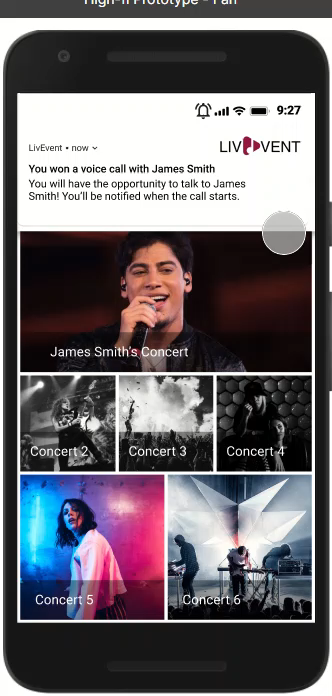 High-fi Prototype - Fan
9:27
LivEvent • now
LIVEVENT
You won a voice call with James Smith
You will have the opportunity to talk to James
Smith! You'll be notified when the call starts.
James Smith's Concert
Concert 2
Concert 3
Concert 4
Concert 5
Concert 6